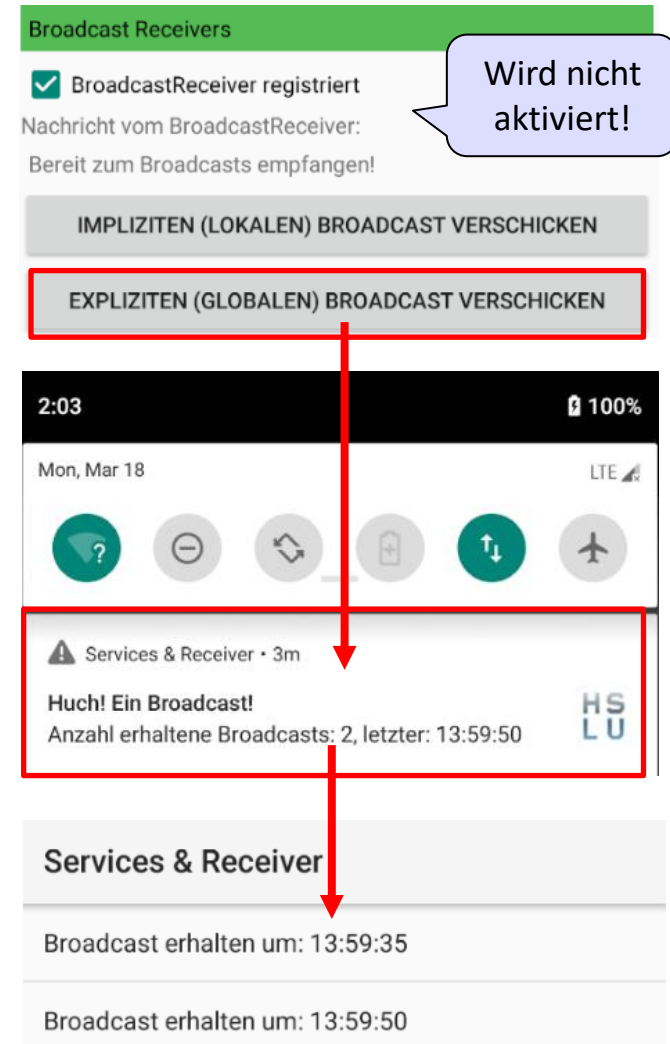 Broadcast Receivers
Wird nicht
aktiviert!
BroadcastReceiver registriert
Nachricht vom BroadcastReceiver:
Bereit zum Broadcasts empfangen!
IMPLIZITEN (LOKALEN) BROADCAST VERSCHICKEN
EXPLIZITEN (GLOBALEN) BROADCAST VERSCHICKEN
2:03 100%
Mon, Mar 18 LTE
?
Services & Receiver • 3m
Huch! Ein Broadcast!
Anzahl erhaltene Broadcasts: 2, letzter: 13:59:50
HS
LU
Services & Receiver
Broadcast erhalten um: 13:59:35
Broadcast erhalten um: 13:59:50